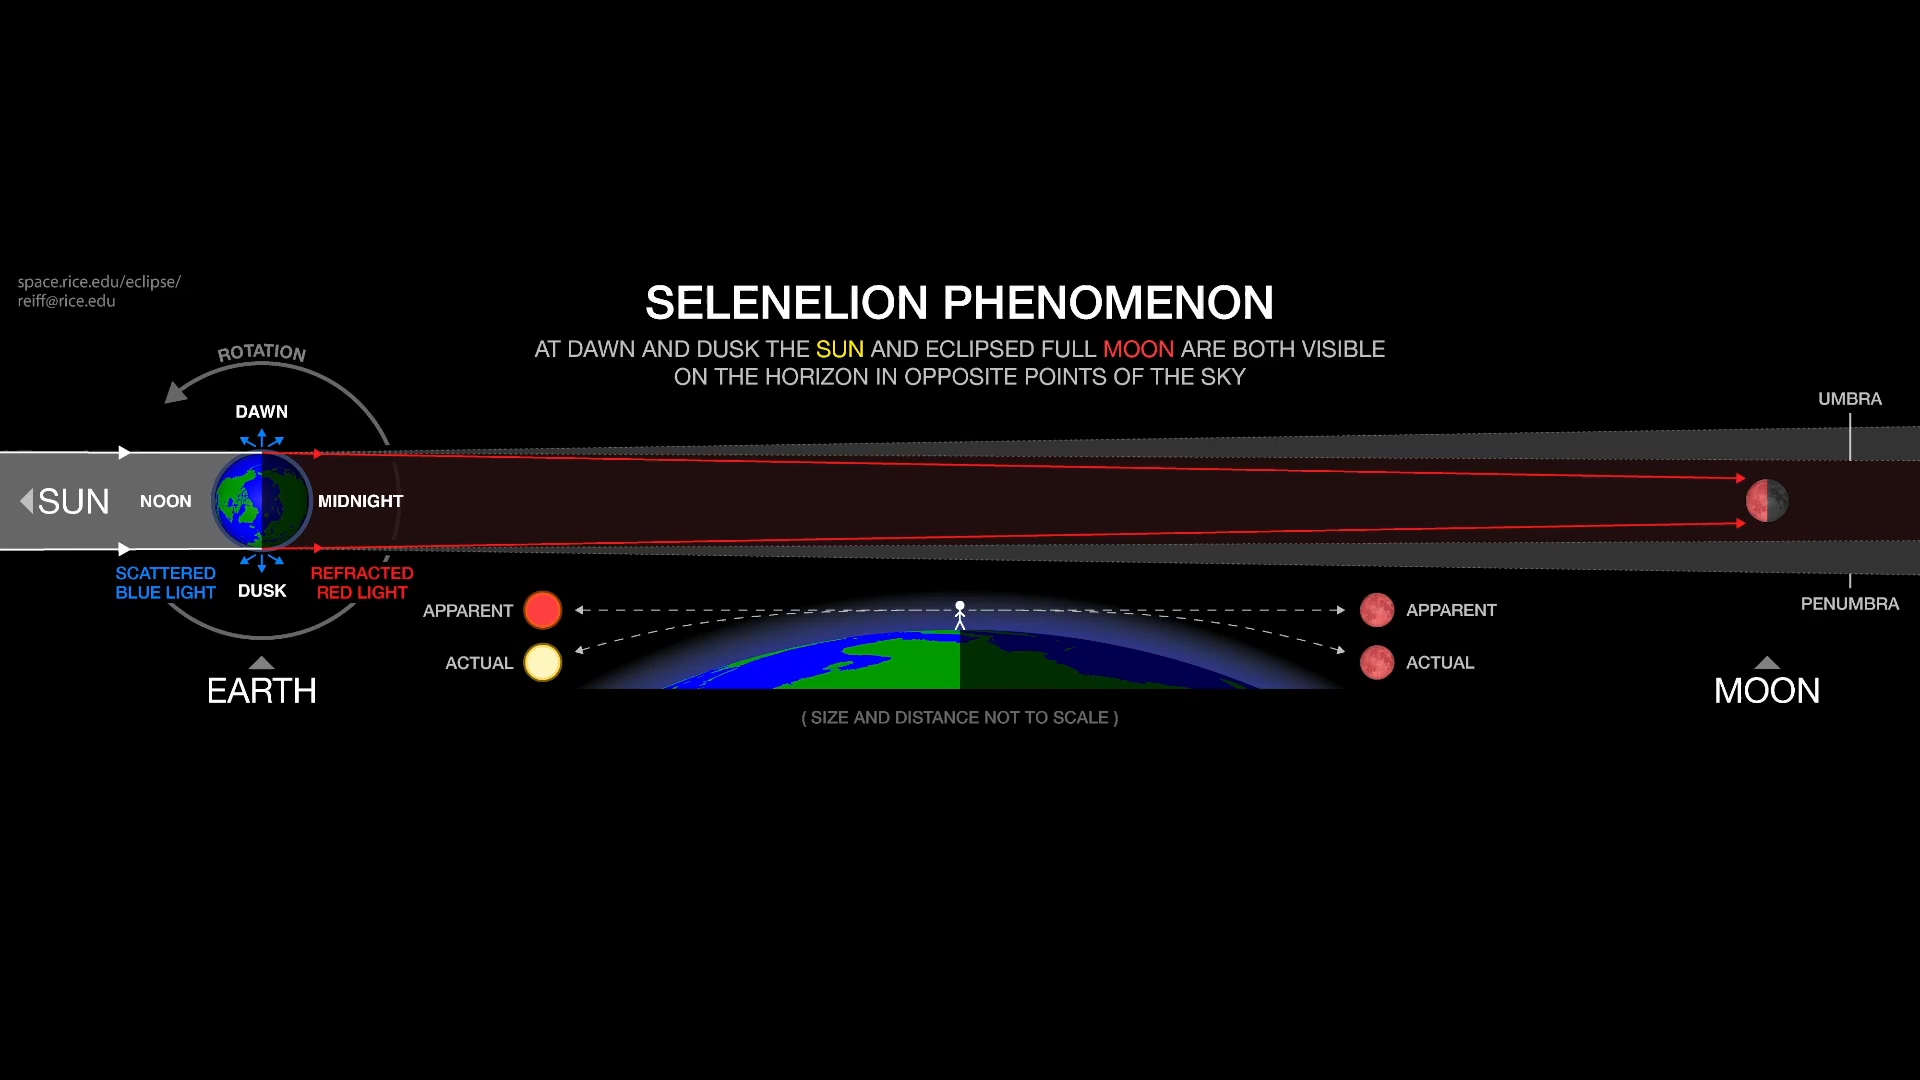 space.rice.edu/eclipse/
reiff@rice.edu
SELENELION PHENOMENON
AT DAWN AND DUSK THE SUN AND ECLIPSED FULL MOON ARE BOTH VISIBLE
ON THE HORIZON IN OPPOSITE POINTS OF THE SKY
ROTATION
DAWN
UMBRA
SUN
NOON
MIDNIGHT
SCATTERED
BLUE LIGHT
DUSK
REFRACTED
RED LIGHT
APPARENT
ACTUAL
APPARENT
ACTUAL
PENUMBRA
EARTH
MOON
( SIZE AND DISTANCE NOT TO SCALE )